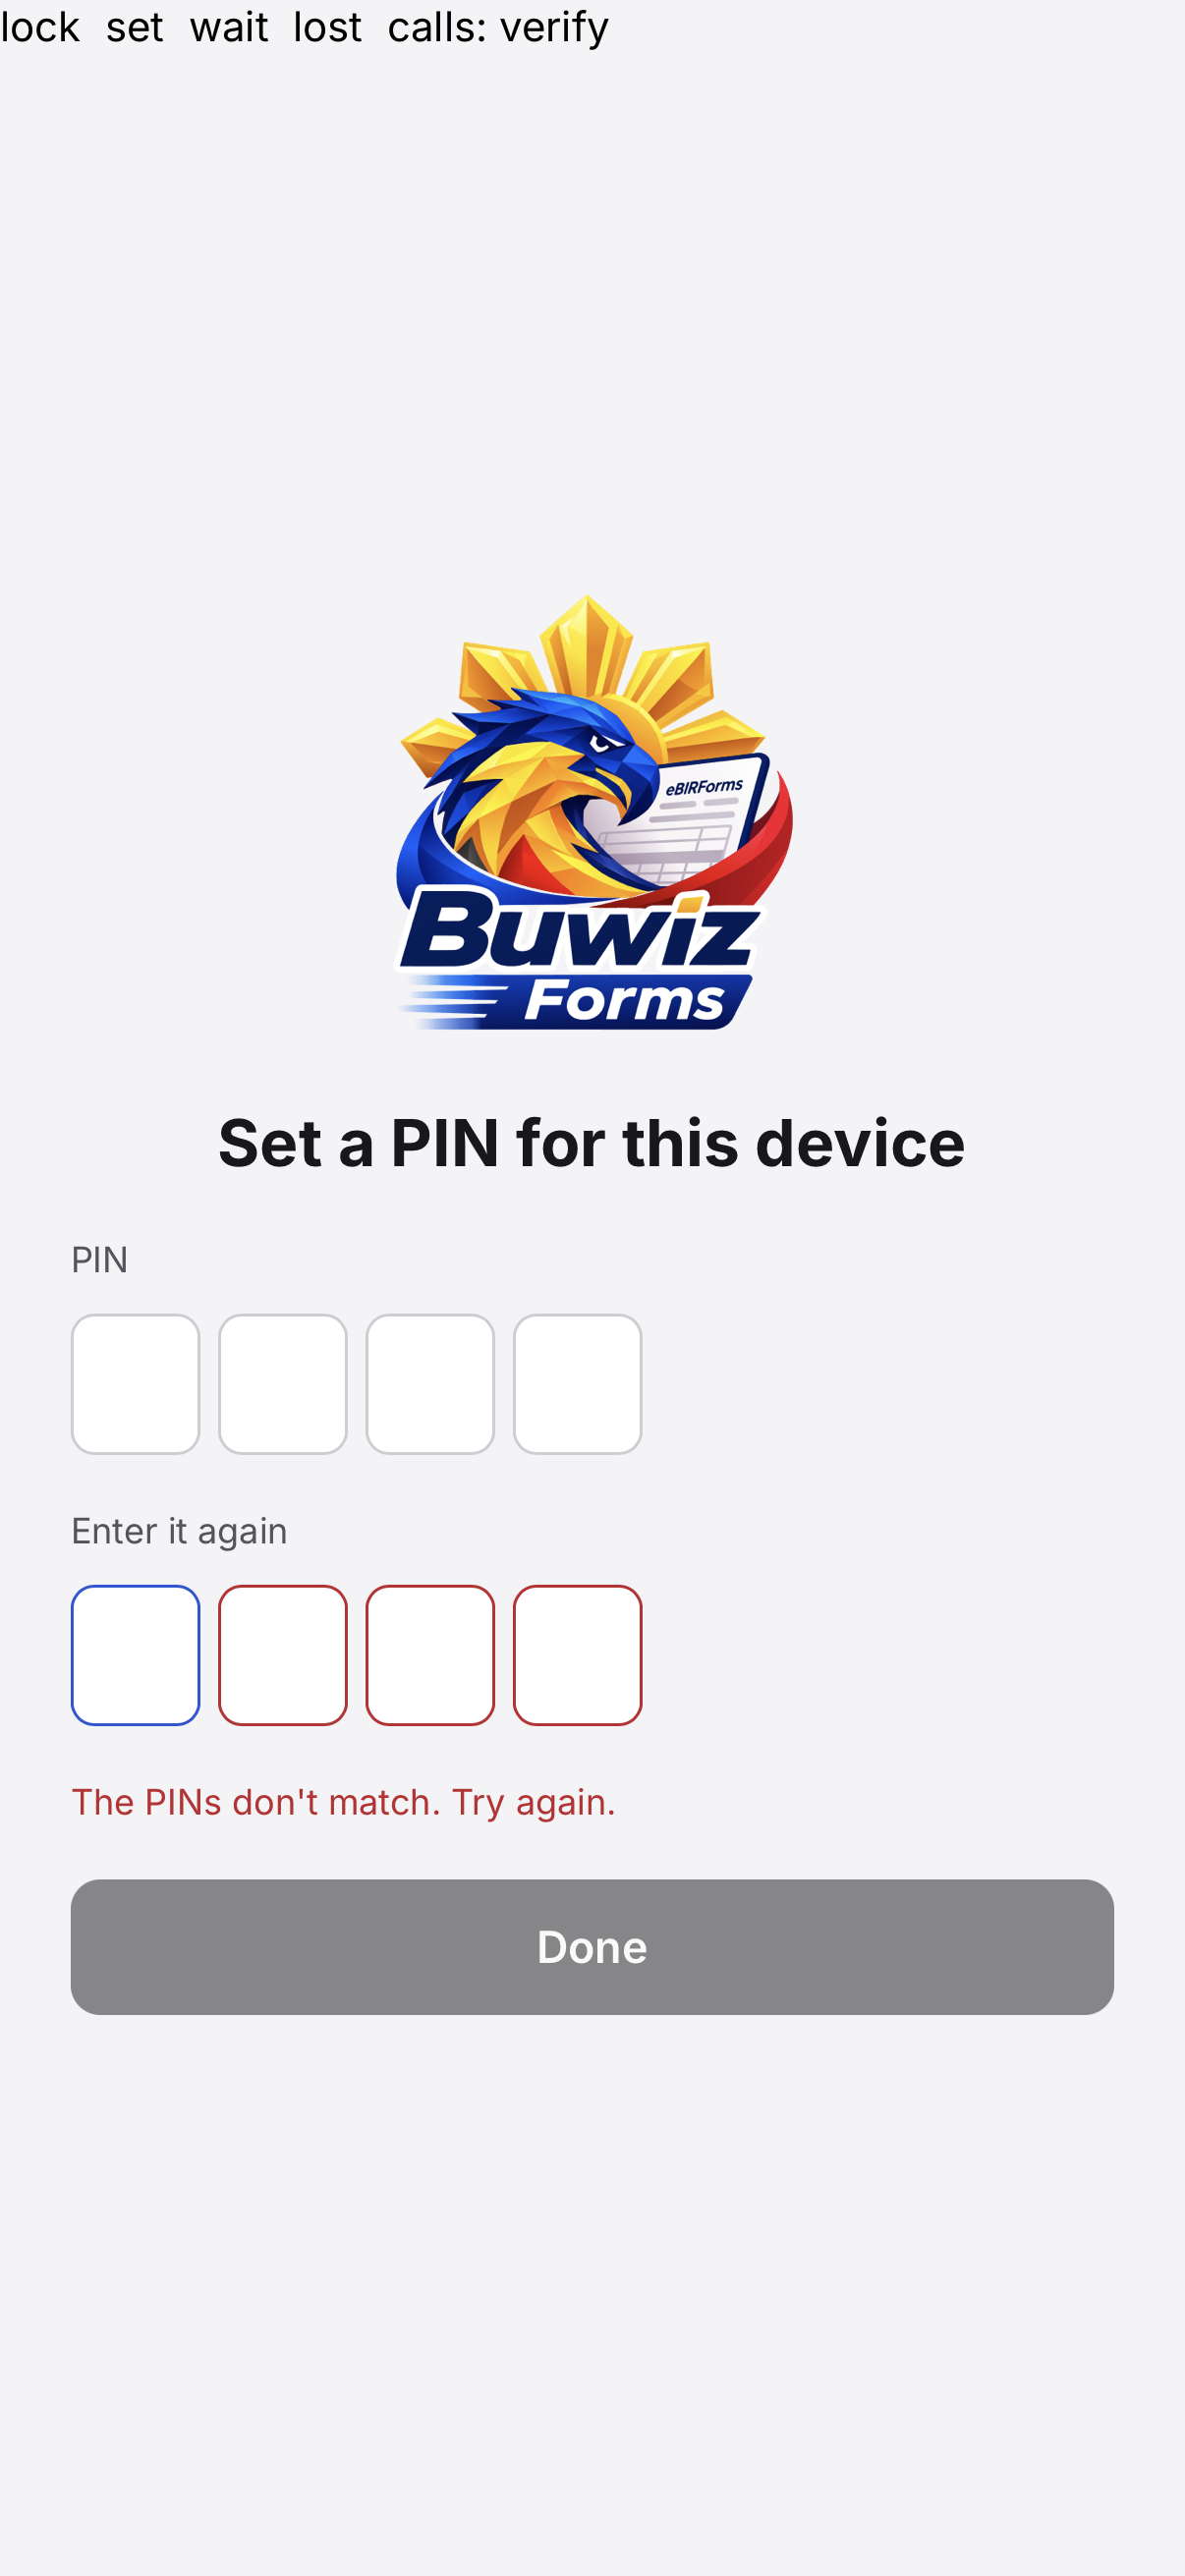 lock set wait lost calls: verify
eBIRForms
Buwiz
Forms
Set a PIN for this device
PIN
Enter it again
The PINs don't match. Try again.
Done